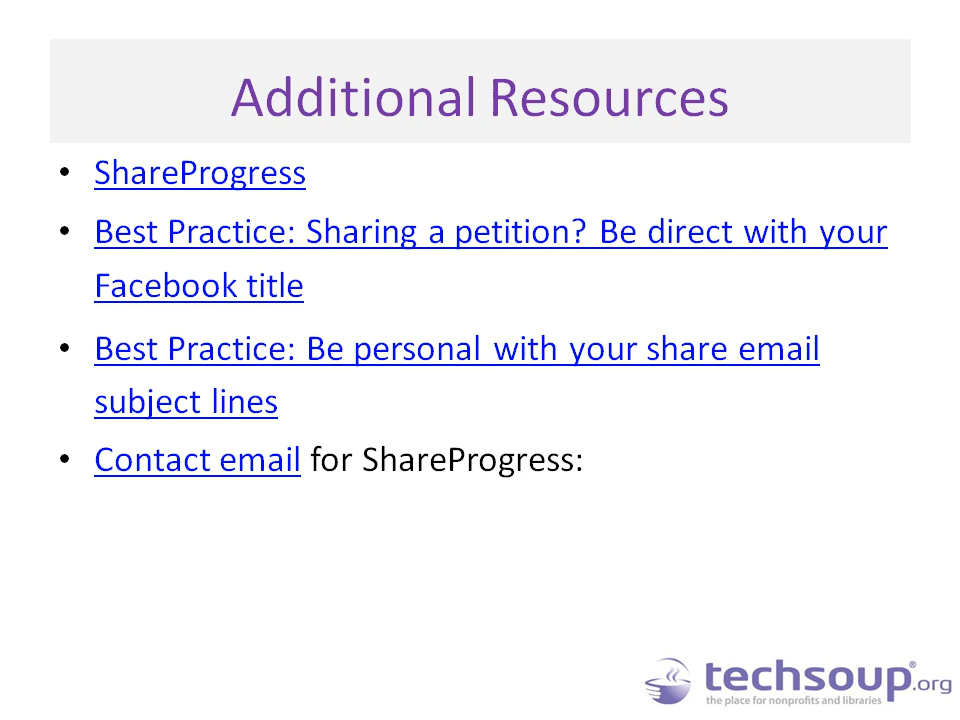 Additional Resources
• ShareProgress
• Best Practice: Sharing a petition? Be direct with your
Facebook title
• Best Practice: Be personal with your share email
subject lines
• Contact email for ShareProgress:
techsoup®.org
the place for nonprofits and libraries